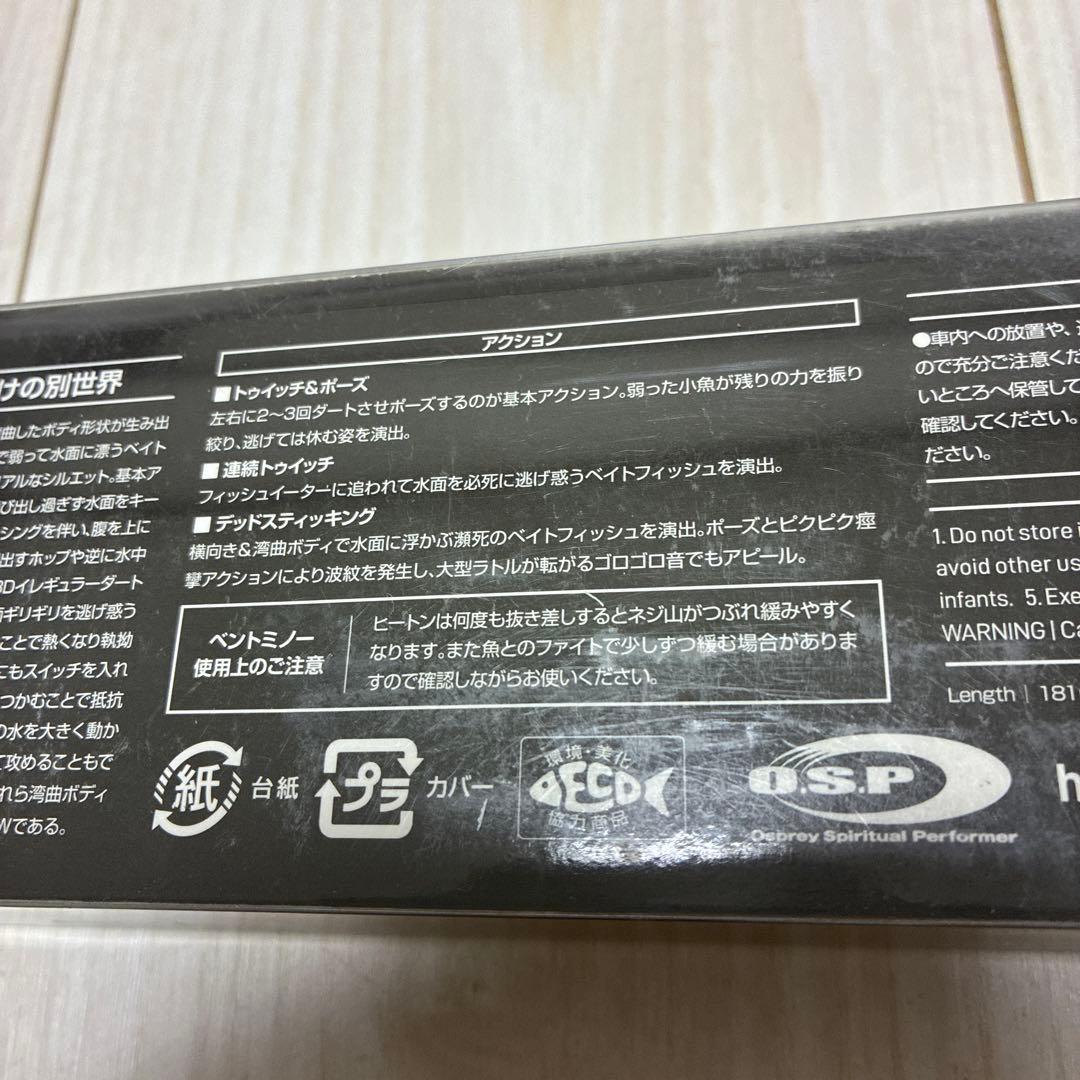 けの別世界
曲したボディ形状が生み出
で弱って水面に漂うベイト
アルなシルエット。基本ア
び出し過ぎず水面をキー
シングを伴い、腹を上に
出すホップや逆に水中
3Dイレギュラーダート
面ギリギリを逃げ惑う
ことで熱くなり執拗
にもスイッチを入れ
つかむことで抵抗
の水を大きく動か
て攻めることもで
れら湾曲ボディ
Wである。
アクション
■トゥイッチ&ポーズ
左右に2〜3回ダートさせポーズするのが基本アクション。弱った小魚が残りの力を振り
絞り、逃げては休む姿を演出。
■連続トゥイッチ
フィッシュイーターに追われて水面を必死に逃げ惑うベイトフィッシュを演出。
■デッドスティッキング
横向き&湾曲ボディで水面に浮かぶ瀕死のベイトフィッシュを演出。ポーズとピクピク痙
攣アクションにより波紋を発生し、大型ラトルが転がるゴロゴロ音でもアピール。
ベントミノー
使用上のご注意
ヒートンは何度も抜き差しするとネジ山がつぶれ緩みやすく
なります。また魚とのファイトで少しずつ緩む場合がありま
すので確認しながらお使いください。
紙 台紙
プラ カバー
環境・美化
ECO
協力商品
O.S.P
Osprey Spiritual Performer
h
●車内への放置や、
ので充分ご注意くだ
いところへ保管して
確認してください。
ださい。
1. Do not store i
avoid other us
infants. 5. Exe
WARNING | Ca
Length | 181